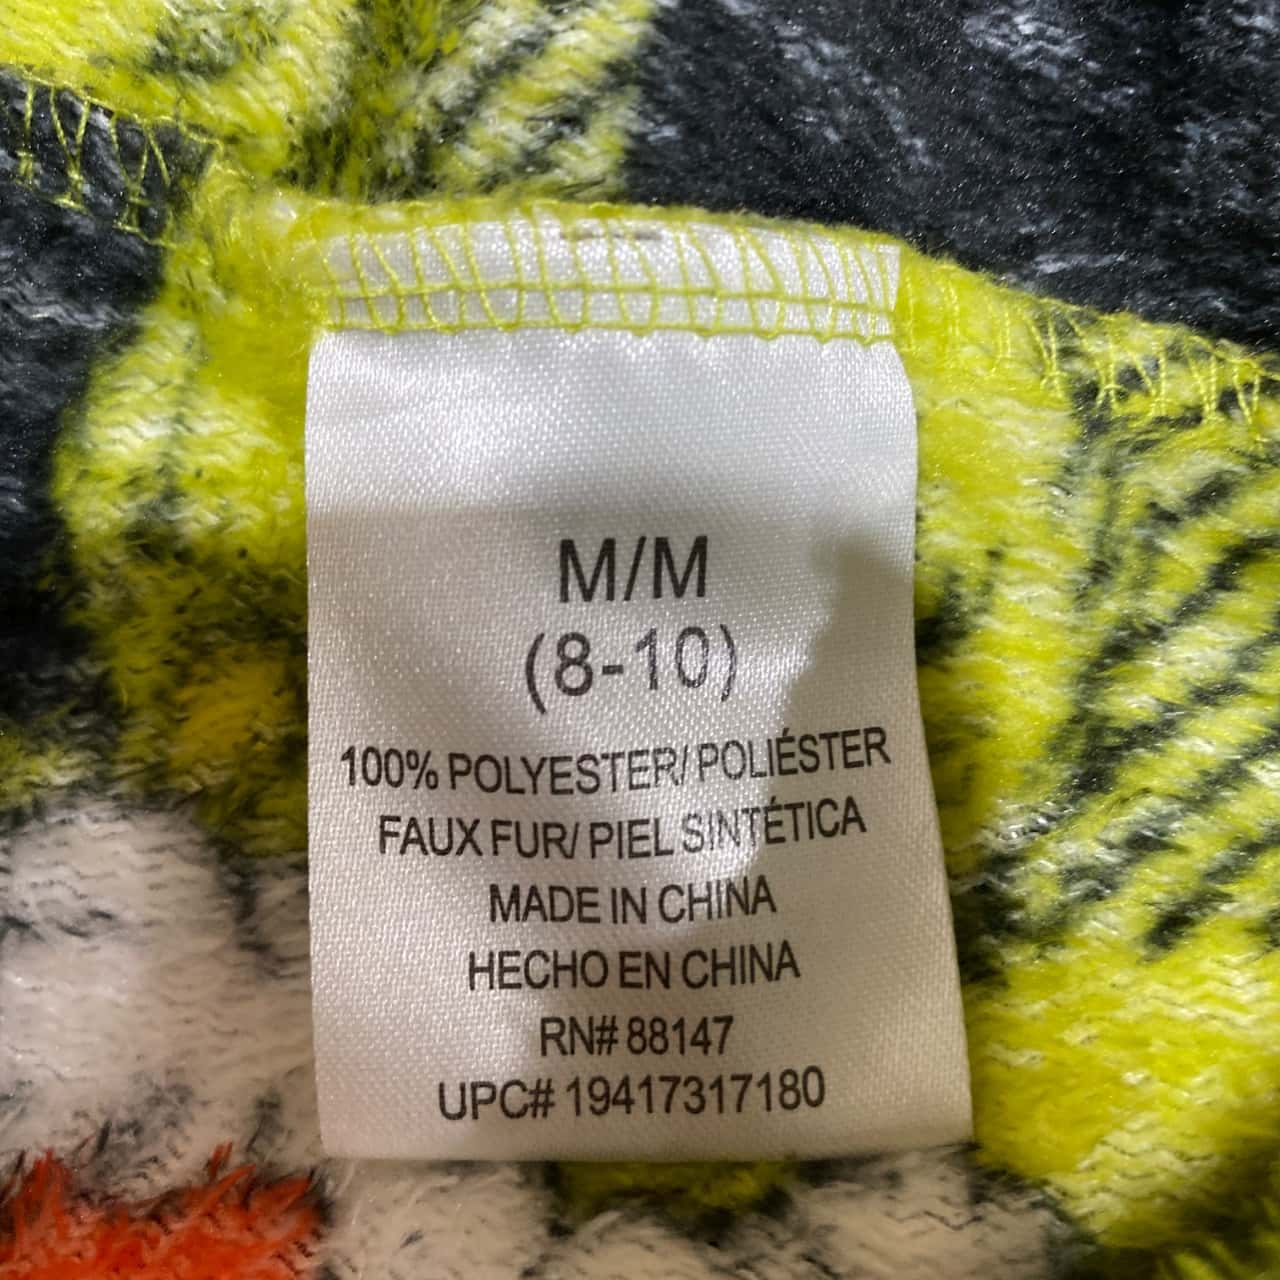 M/M
(8-10)
100% POLYESTER/ POLIÉSTER
FAUX FUR/ PIEL SINTÉTICA
MADE IN CHINA
HECHO EN CHINA
RN# 88147
UPC# 19417317180